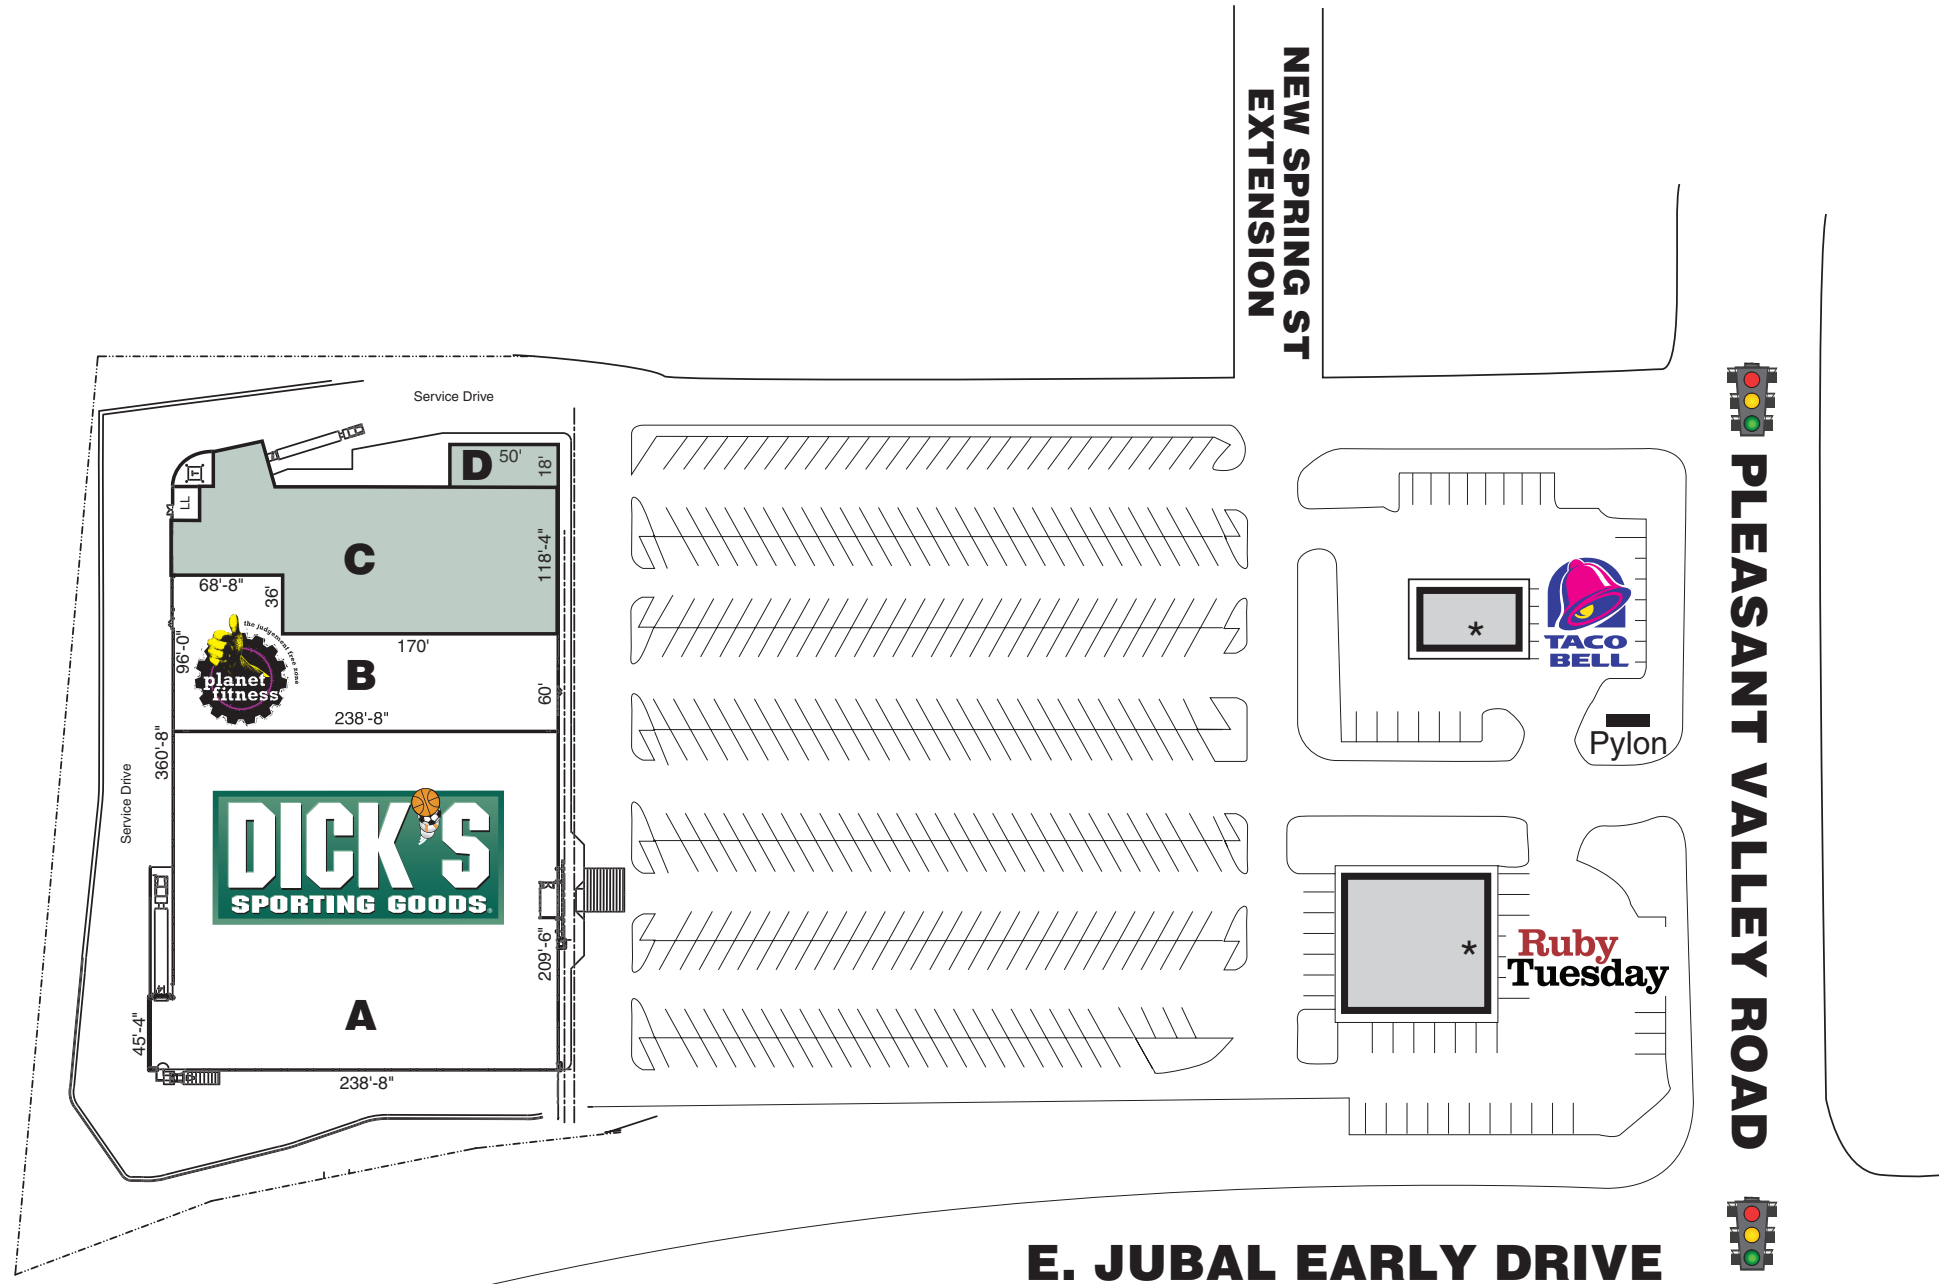 NEW SPRING ST
EXTENSION
Service Drive
D
50'
18'
T
LL
C
118'-4"
68'-8"
36'
170'
96'-0"
the judgement free zone
planet
fitness
B
60'
238'-8"
360'-8"
Service Drive
DICK'S
SPORTING GOODS
209'-6"
A
45'-4"
238'-8"
*
TACO
BELL
Pylon
*
Ruby
Tuesday
PLEASANT VALLEY ROAD
E. JUBAL EARLY DRIVE